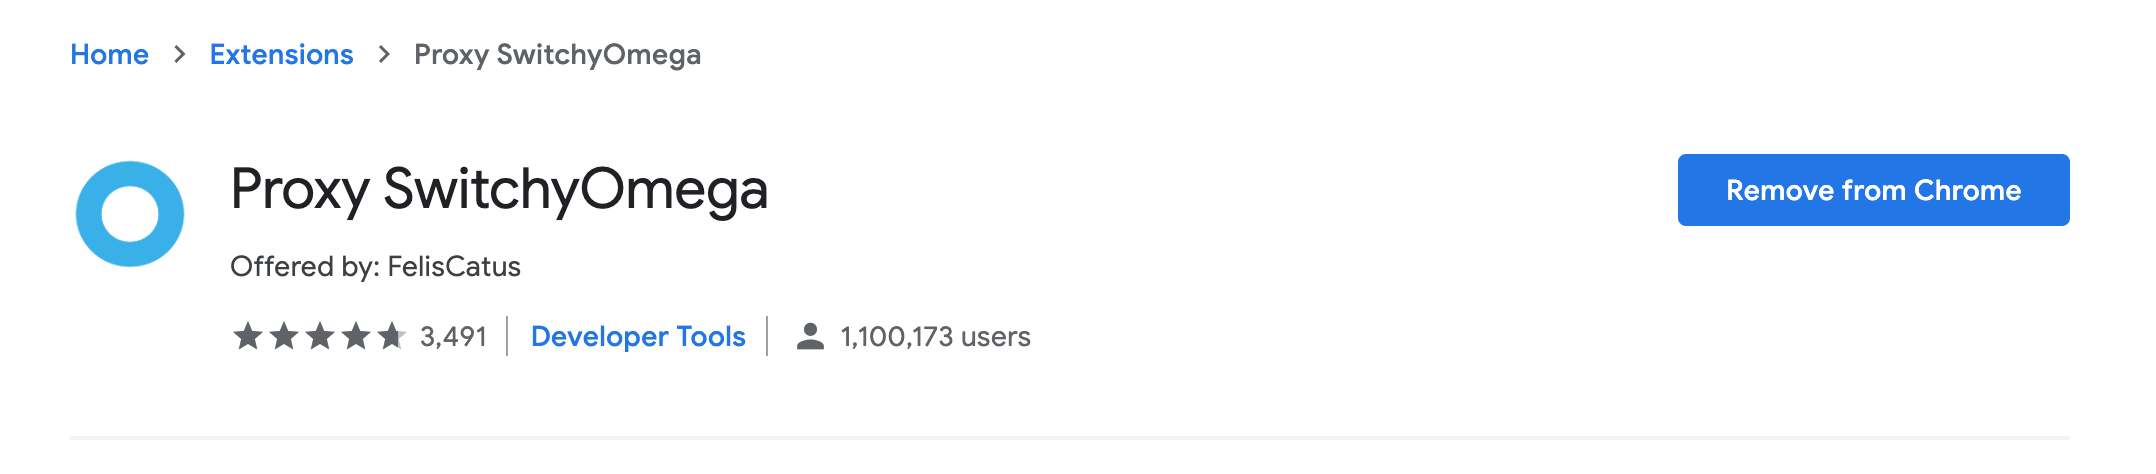 Home > Extensions > Proxy SwitchyOmega
Proxy SwitchyOmega
Remove from Chrome
Offered by: FelisCatus
3,491 | Developer Tools | 1,100,173 users